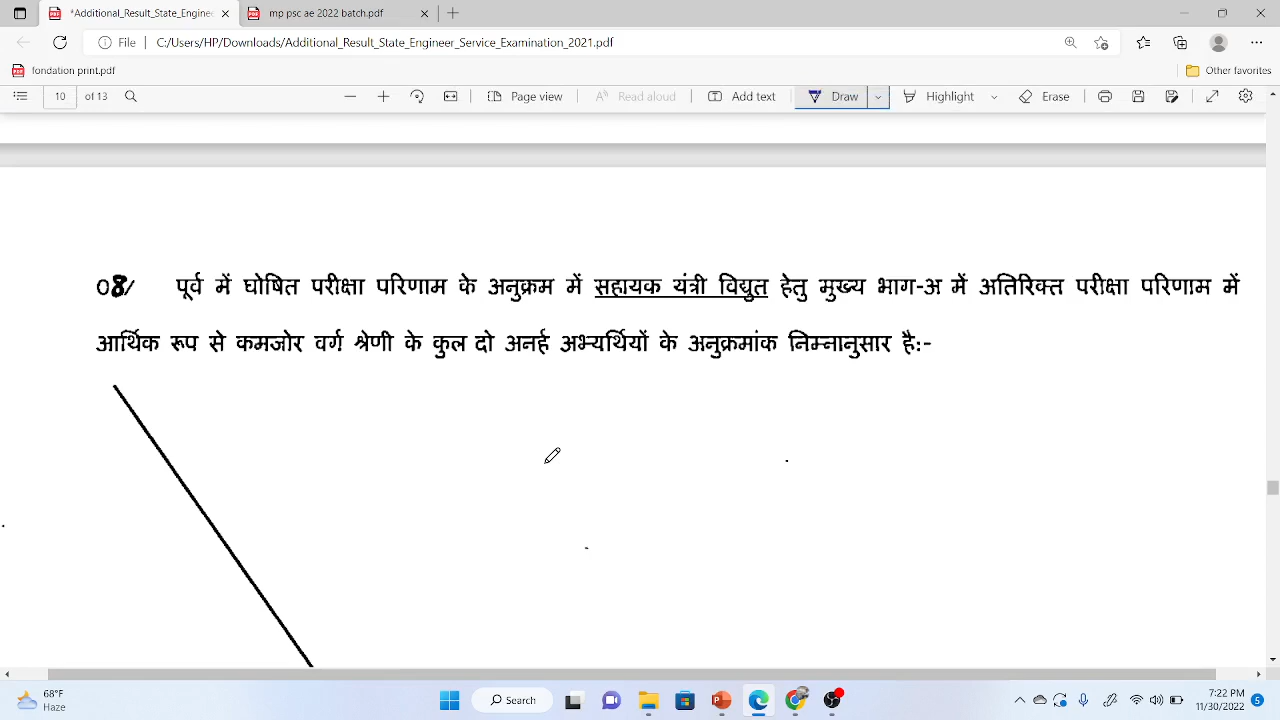 *Additional_Result_State_Engine
mp psc ae 2022 batch.pdf
File C:/Users/HP/Downloads/Additional_Result_State_Engineer_Service_Examination_2021.pdf
fondation print.pdf
Other favorites
10 of 13
Page view
Read aloud
Add text
Draw
Highlight
Erase
08/ पूर्व में घोषित परीक्षा परिणाम के अनुक्रम में सहायक यंत्री विद्युत हेतु मुख्य भाग-अ में अतिरिक्त परीक्षा परिणाम में
आर्थिक रूप से कमजोर वर्ग श्रेणी के कुल दो अनर्ह अभ्यर्थियों के अनुक्रमांक निम्नानुसार है:-
68°F
Haze
Search
7:22 PM
11/30/2022
5